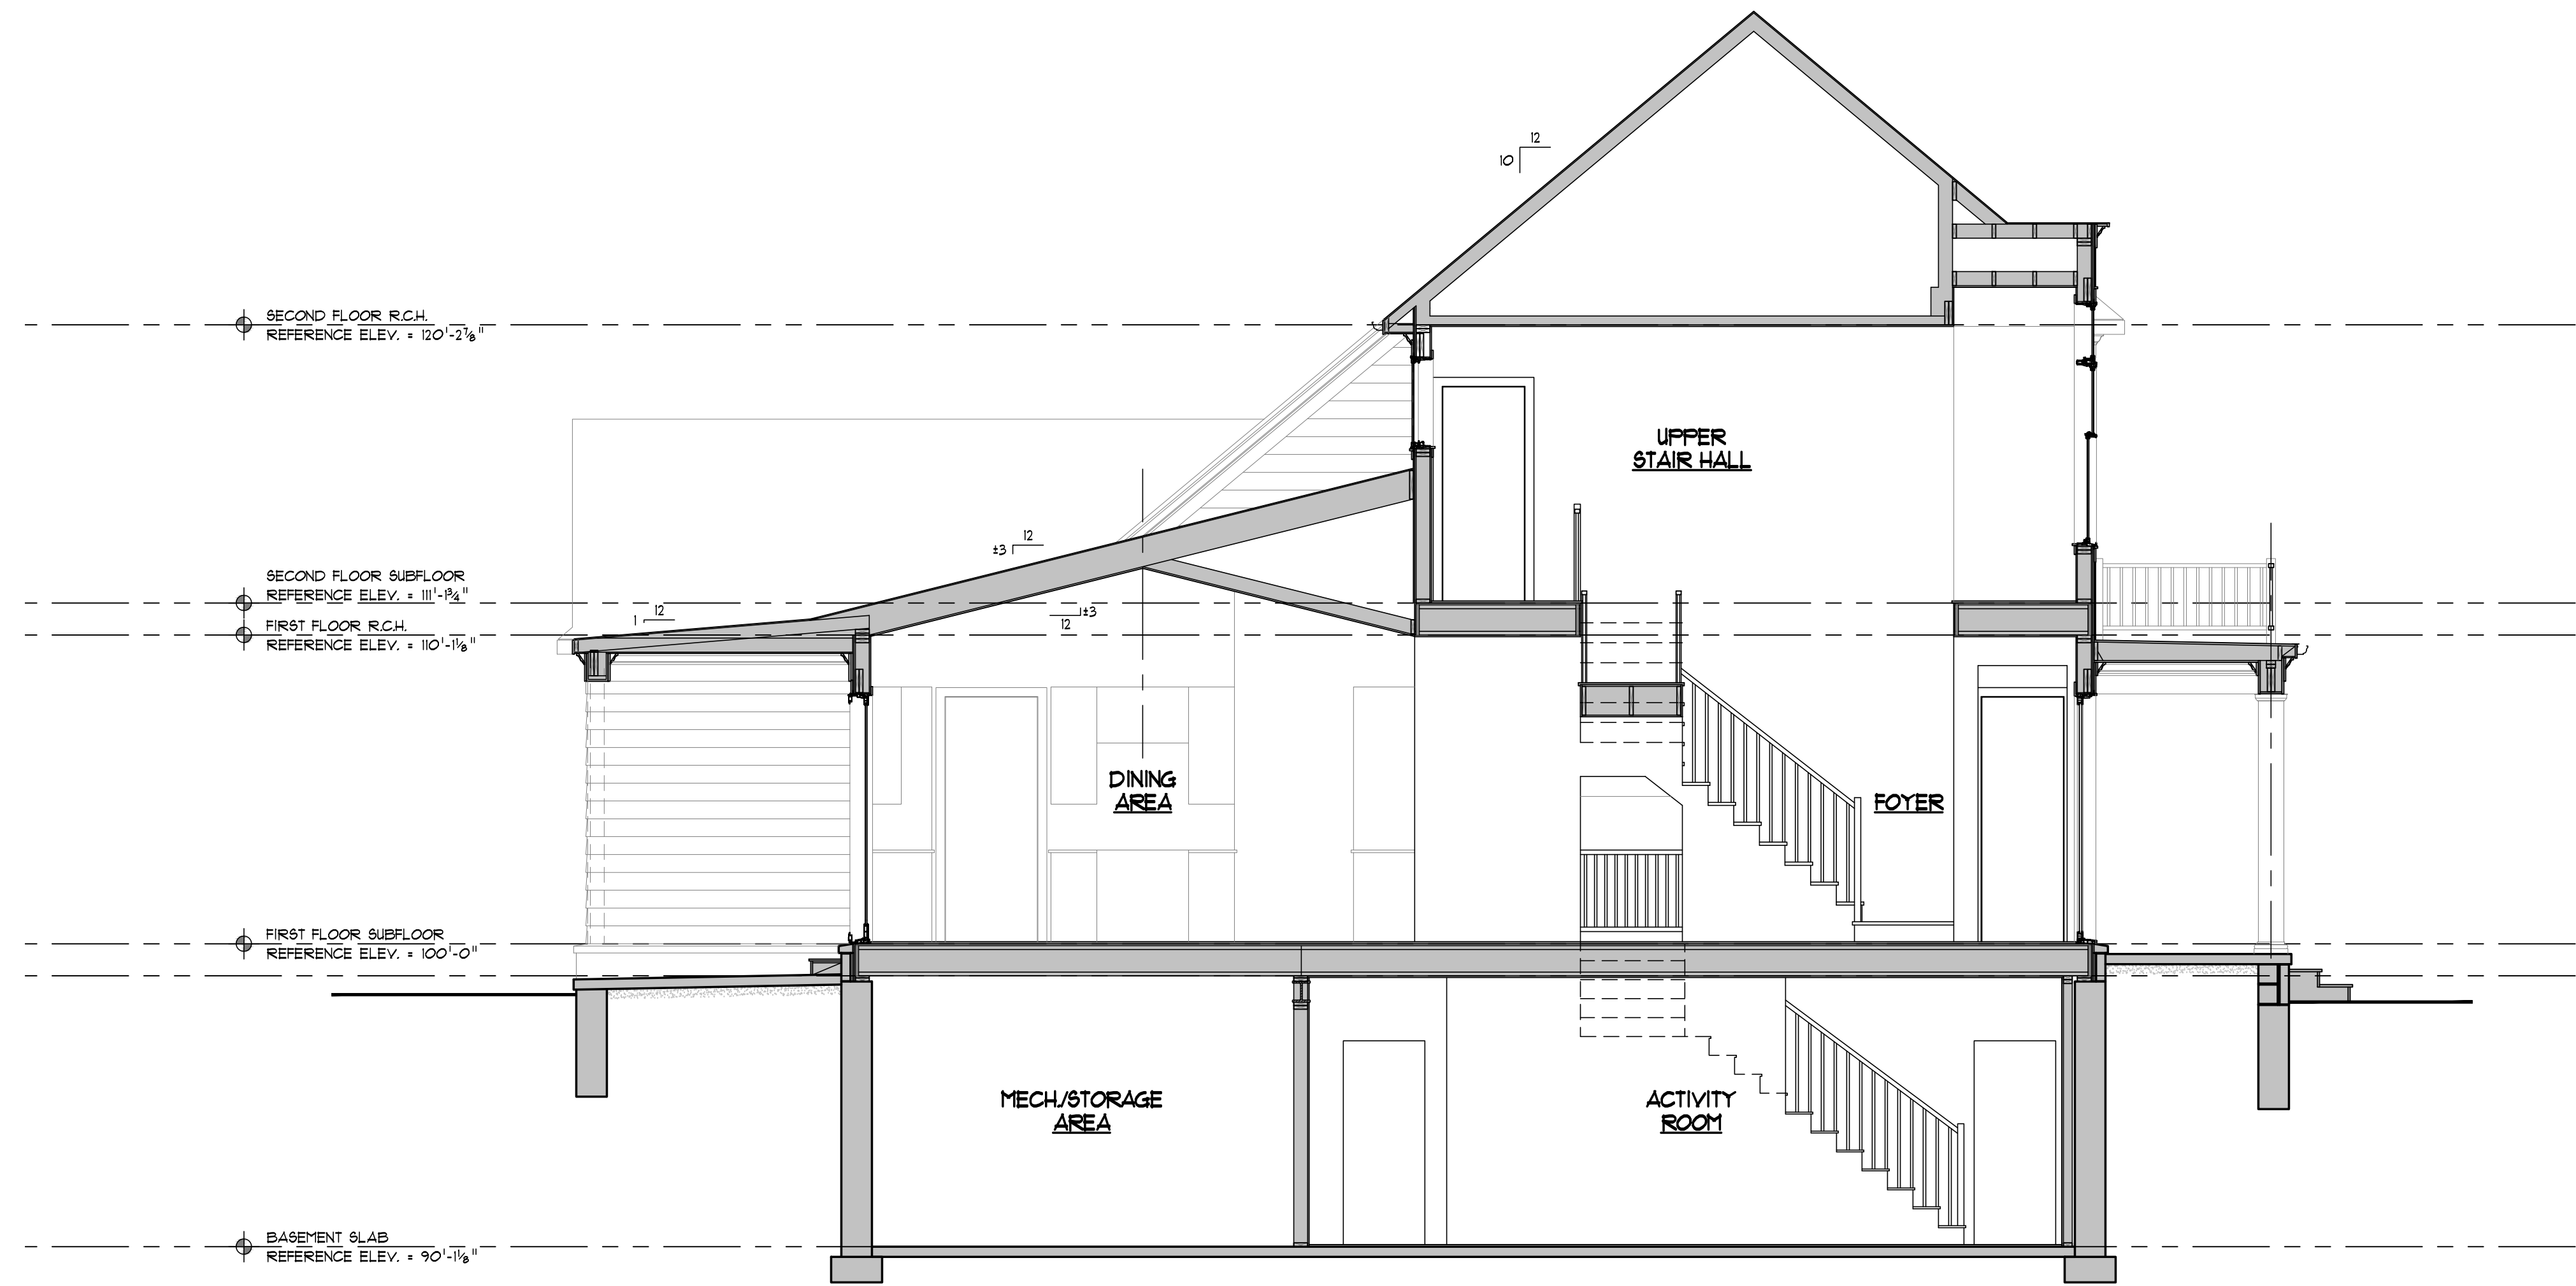 12
10
SECOND FLOOR R.C.H.
REFERENCE ELEV. = 120'-2⅞"
UPPER
STAIR HALL
12
±3
SECOND FLOOR SUBFLOOR
REFERENCE ELEV. = 111'-1¾"
12
1
±3
12
FIRST FLOOR R.C.H.
REFERENCE ELEV. = 110'-1⅛"
DINING
AREA
FOYER
FIRST FLOOR SUBFLOOR
REFERENCE ELEV. = 100'-0"
MECH./STORAGE
AREA
ACTIVITY
ROOM
BASEMENT SLAB
REFERENCE ELEV. = 90'-1⅛"